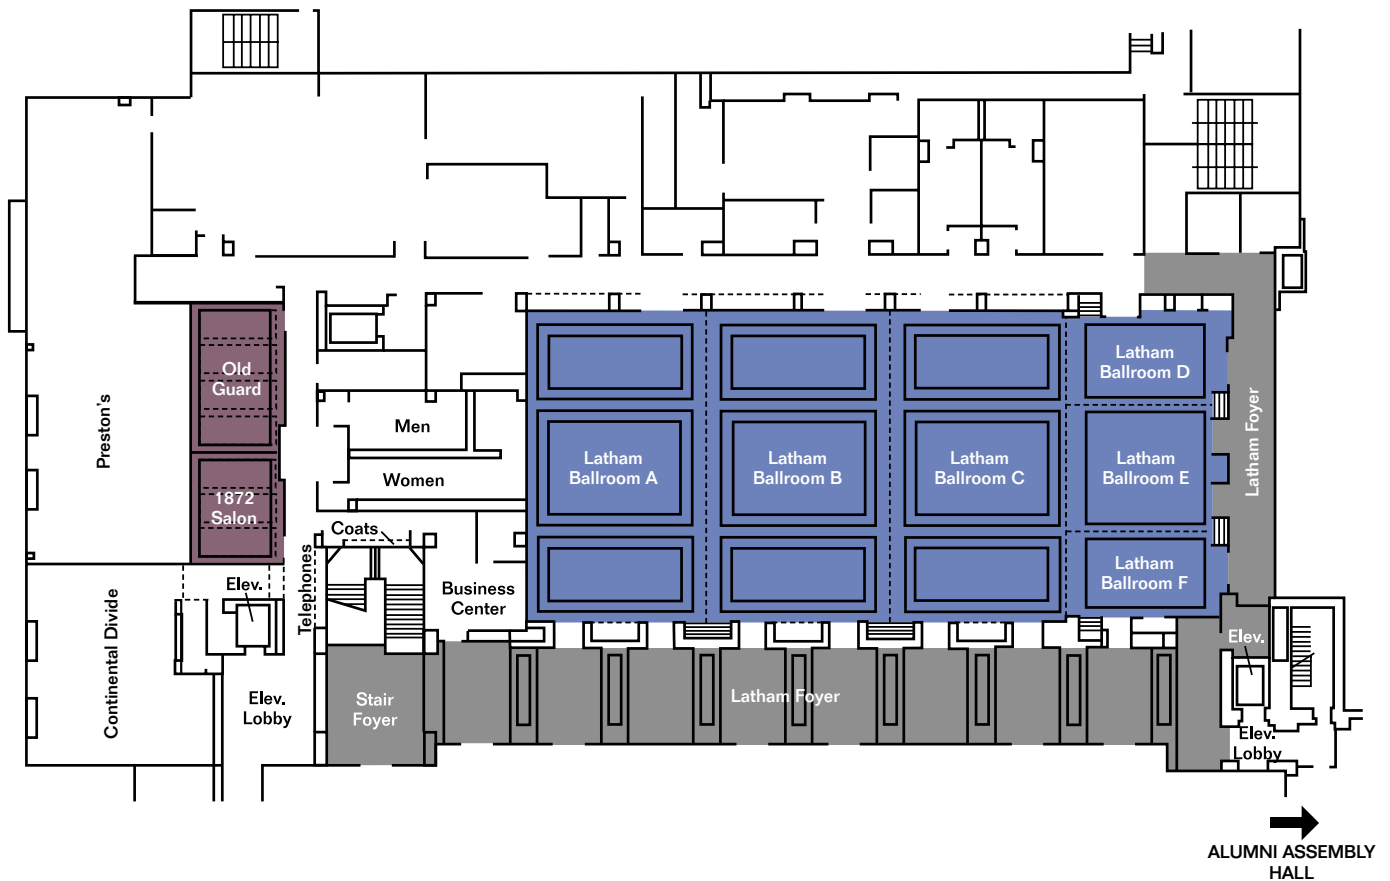 Old
Guard
1872
Salon
Preston's
Continental Divide
Men
Women
Coats
Telephones
Elev.
Elev.
Lobby
Business
Center
Stair
Foyer
Latham
Ballroom A
Latham
Ballroom B
Latham
Ballroom C
Latham
Ballroom D
Latham
Ballroom E
Latham
Ballroom F
Latham Foyer
Latham Foyer
Elev.
Elev.
Lobby
ALUMNI ASSEMBLY
HALL